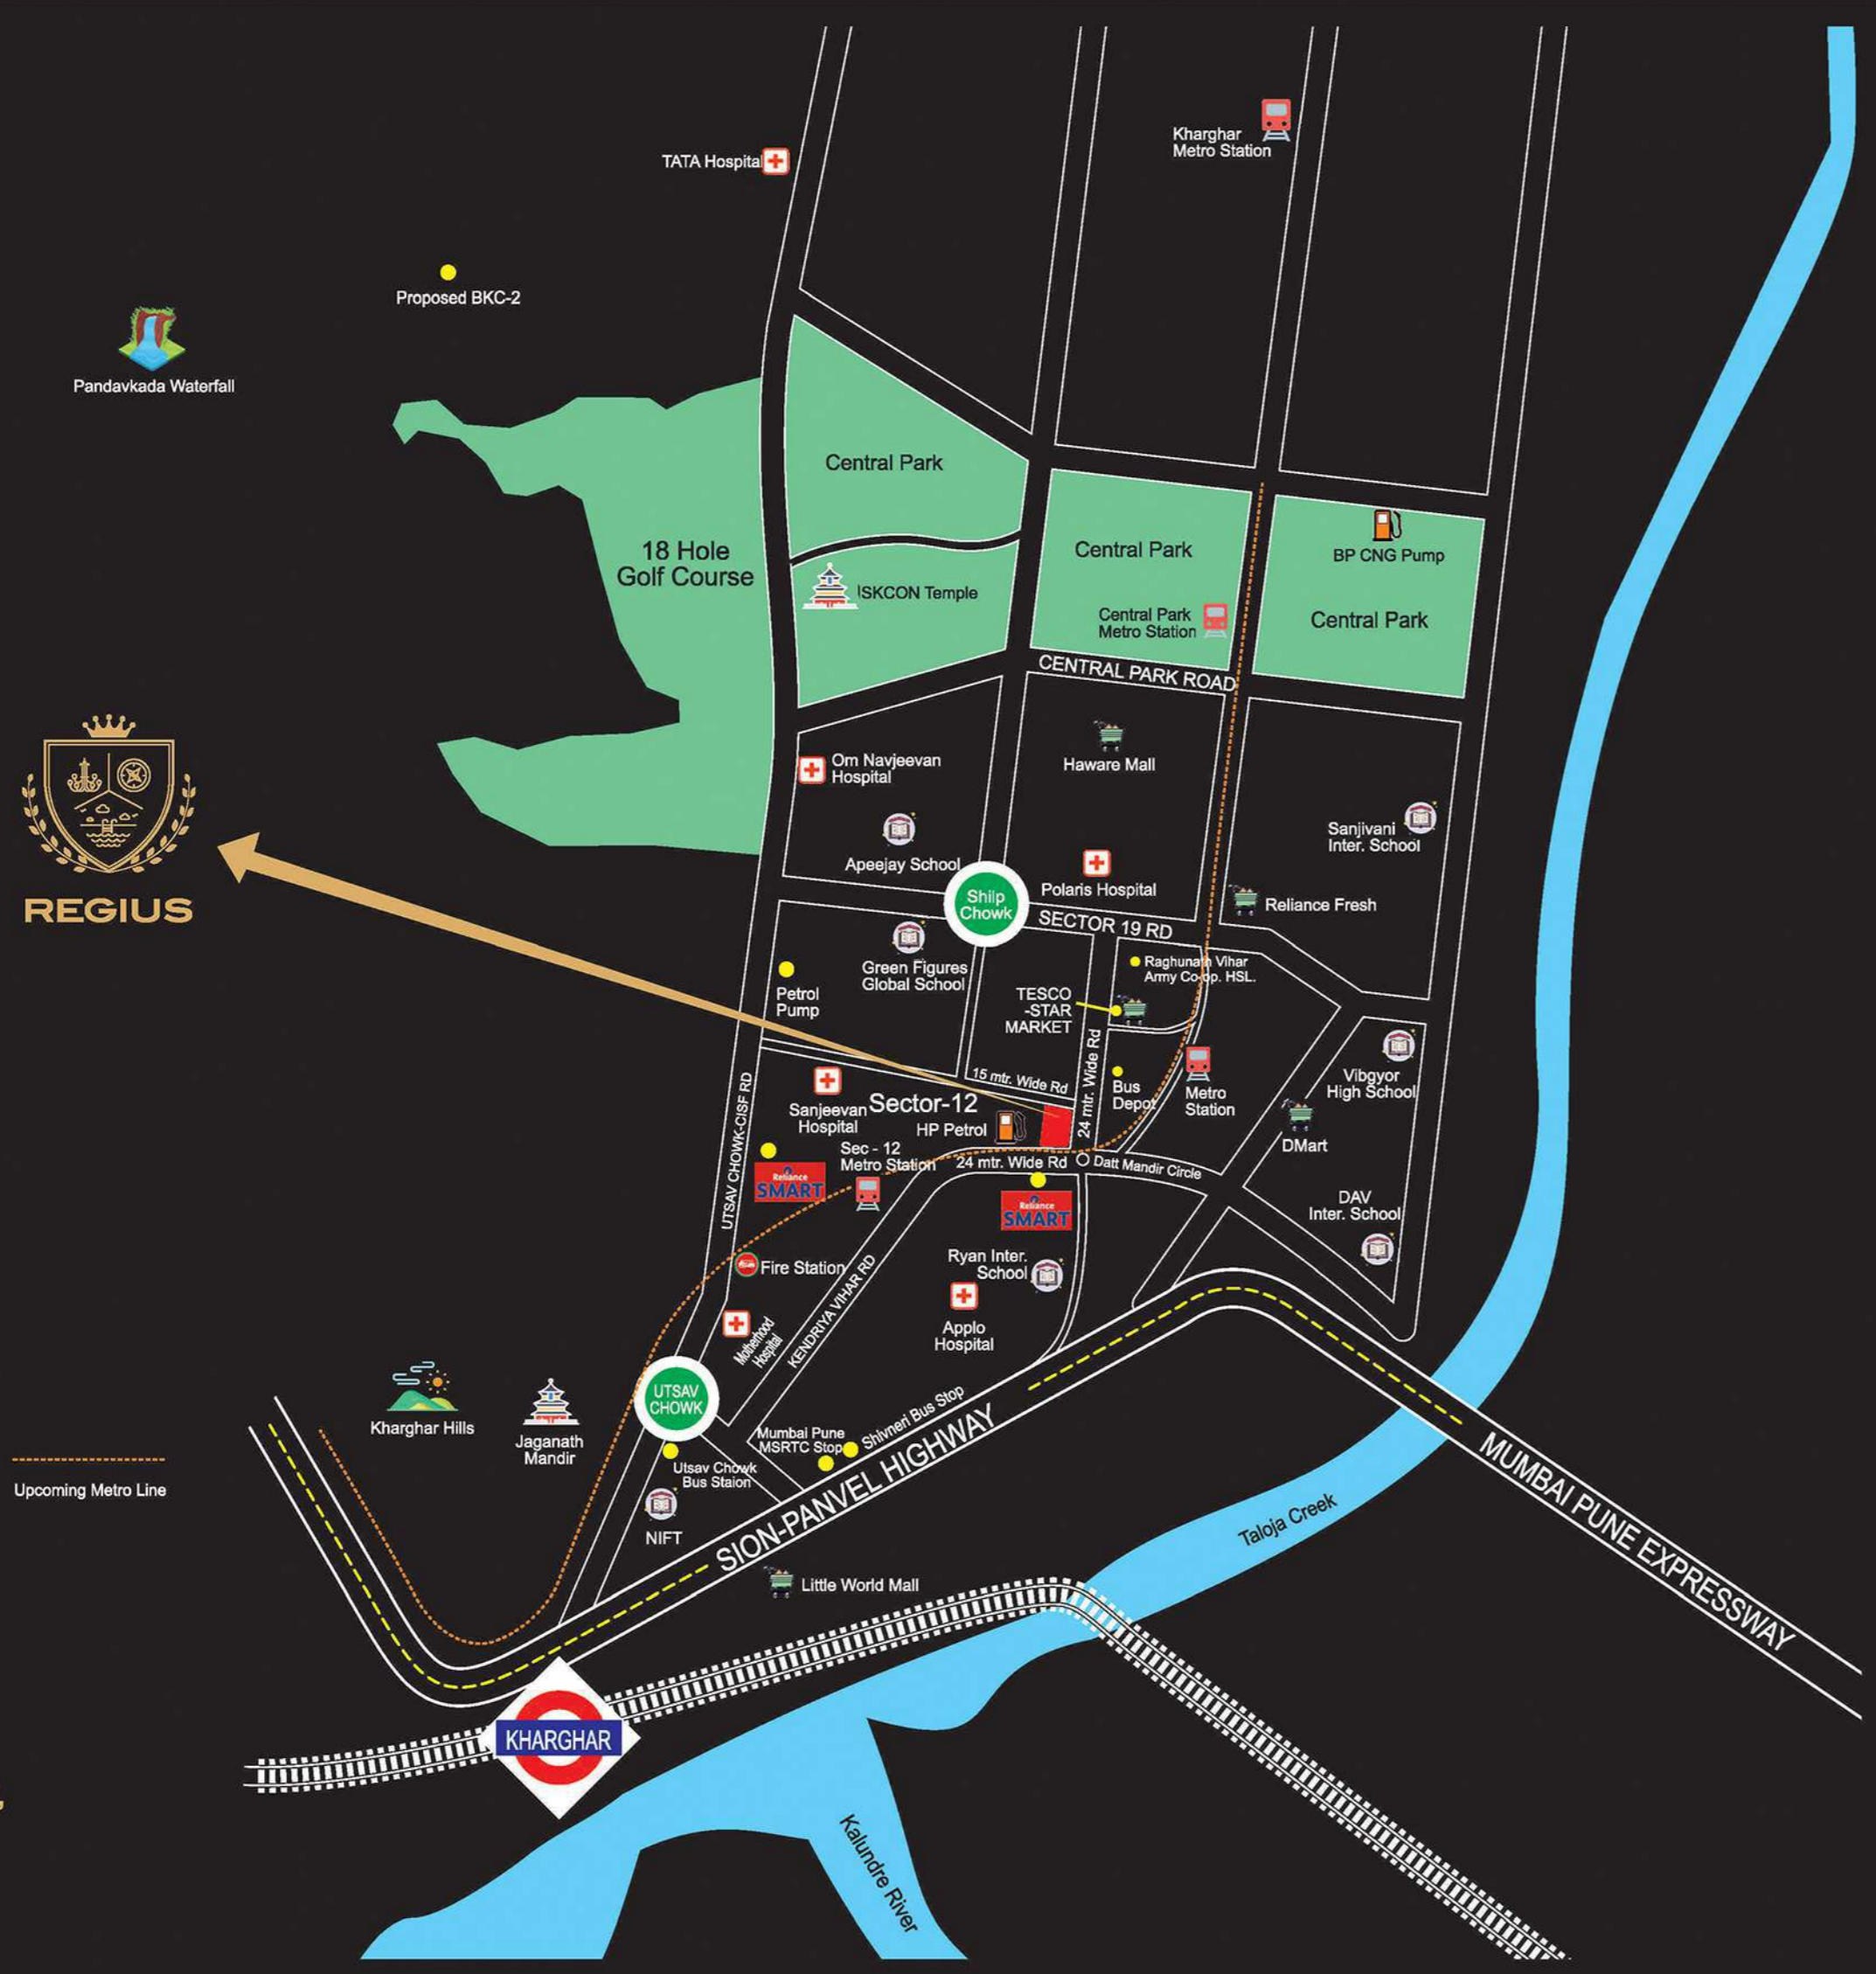 Kharghar
Metro Station
TATA Hospital
Proposed BKC-2
Pandavkada Waterfall
Central Park
18 Hole
Golf Course
Central Park
BP CNG Pump
ISKCON Temple
Central Park
Metro Station
Central Park
CENTRAL PARK ROAD
Om Navjeevan
Hospital
Haware Mall
Sanjivani
Inter. School
Apeejay School
Polaris Hospital
Shilp
Chowk
Reliance Fresh
REGIUS
SECTOR 19 RD
Green Figures
Global School
Raghunath Vihar
Army Co-op. HSL.
Petrol
Pump
TESCO
-STAR
MARKET
15 mtr. Wide Rd
24 mtr. Wide Rd
Bus
Depot
Metro
Station
Vibgyor
High School
UTSAV CHOWK-CISF RD
Sanjeevan
Hospital
Sector-12
HP Petrol
DMart
Sec - 12
Metro Station
24 mtr. Wide Rd
Datt Mandir Circle
Reliance
SMART
Reliance
SMART
DAV
Inter. School
Fire Station
Ryan Inter.
School
KENDRIYA VIHAR RD
Motherhood
Hospital
Applo
Hospital
UTSAV
CHOWK
Kharghar Hills
Jaganath
Mandir
Mumbai Pune
MSRTC Stop
Shivneri Bus Stop
Utsav Chowk
Bus Staion
Upcoming Metro Line
NIFT
SION-PANVEL HIGHWAY
MUMBAI PUNE EXPRESSWAY
Taloja Creek
Little World Mall
KHARGHAR
Kalundre River